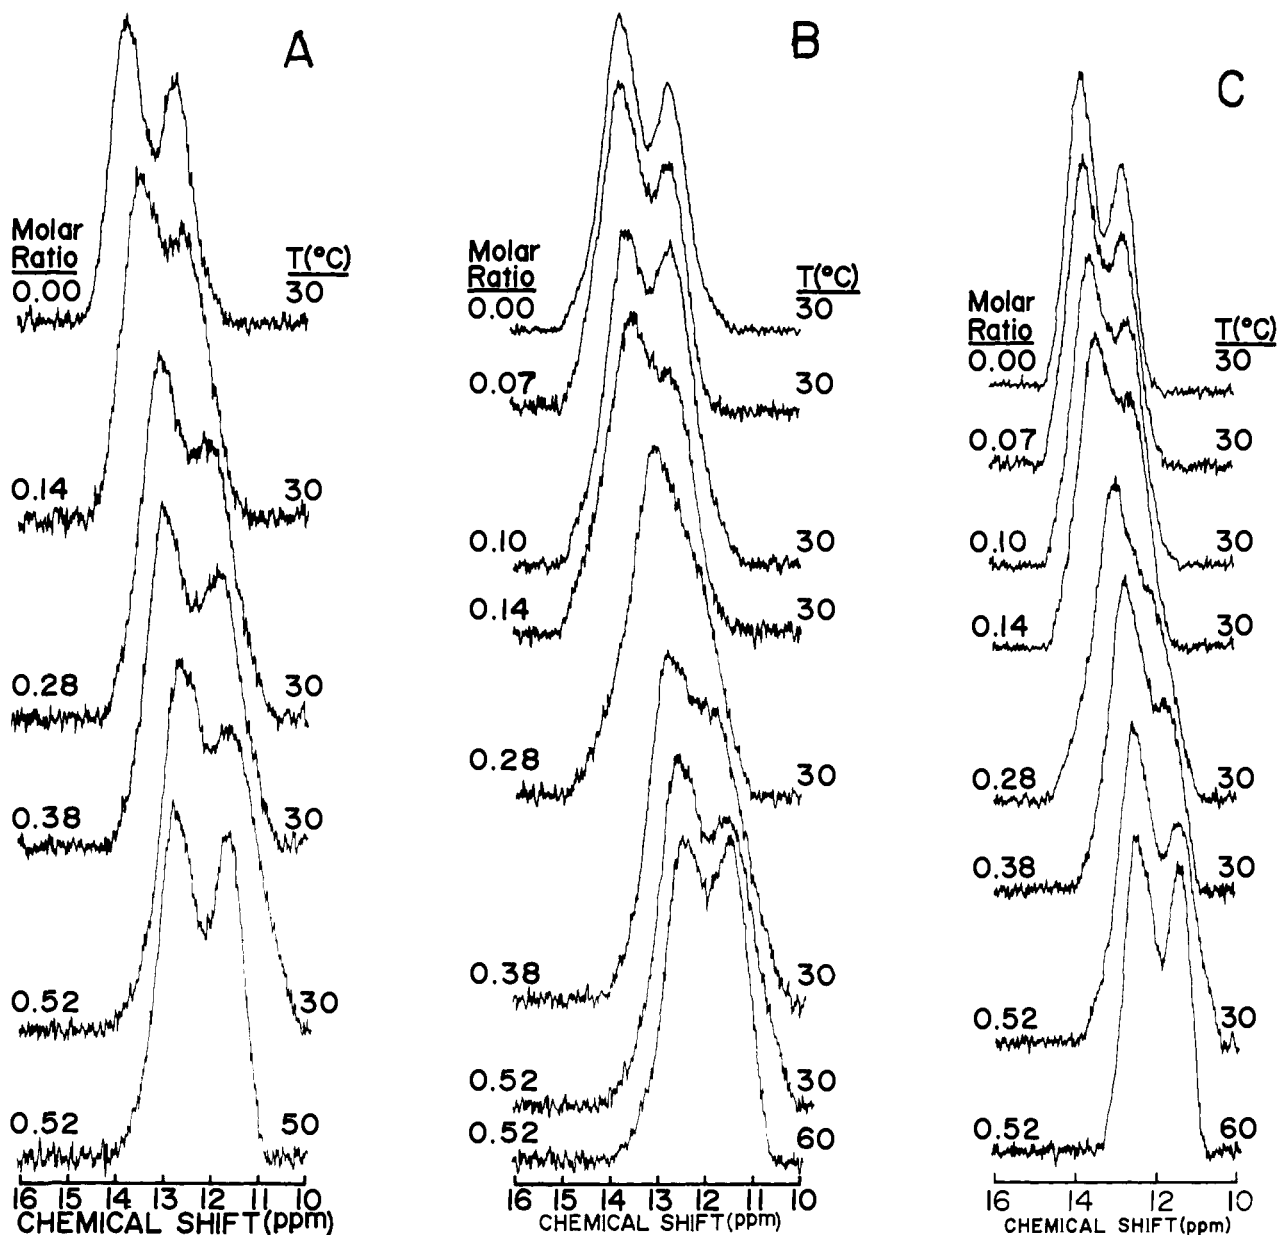 A
Molar
Ratio
T(°C)
0.00 30
0.14 30
0.28 30
0.38 30
0.52 30
0.52 50
16 15 14 13 12 11 10
CHEMICAL SHIFT(ppm)
B
Molar
Ratio
T(°C)
0.00 30
0.07 30
0.10 30
0.14 30
0.28 30
0.38 30
0.52 30
0.52 60
16 15 14 13 12 11 10
CHEMICAL SHIFT(ppm)
C
Molar
Ratio
T(°C)
0.00 30
0.07 30
0.10 30
0.14 30
0.28 30
0.38 30
0.52 30
0.52 60
16 14 12 10
CHEMICAL SHIFT(ppm)